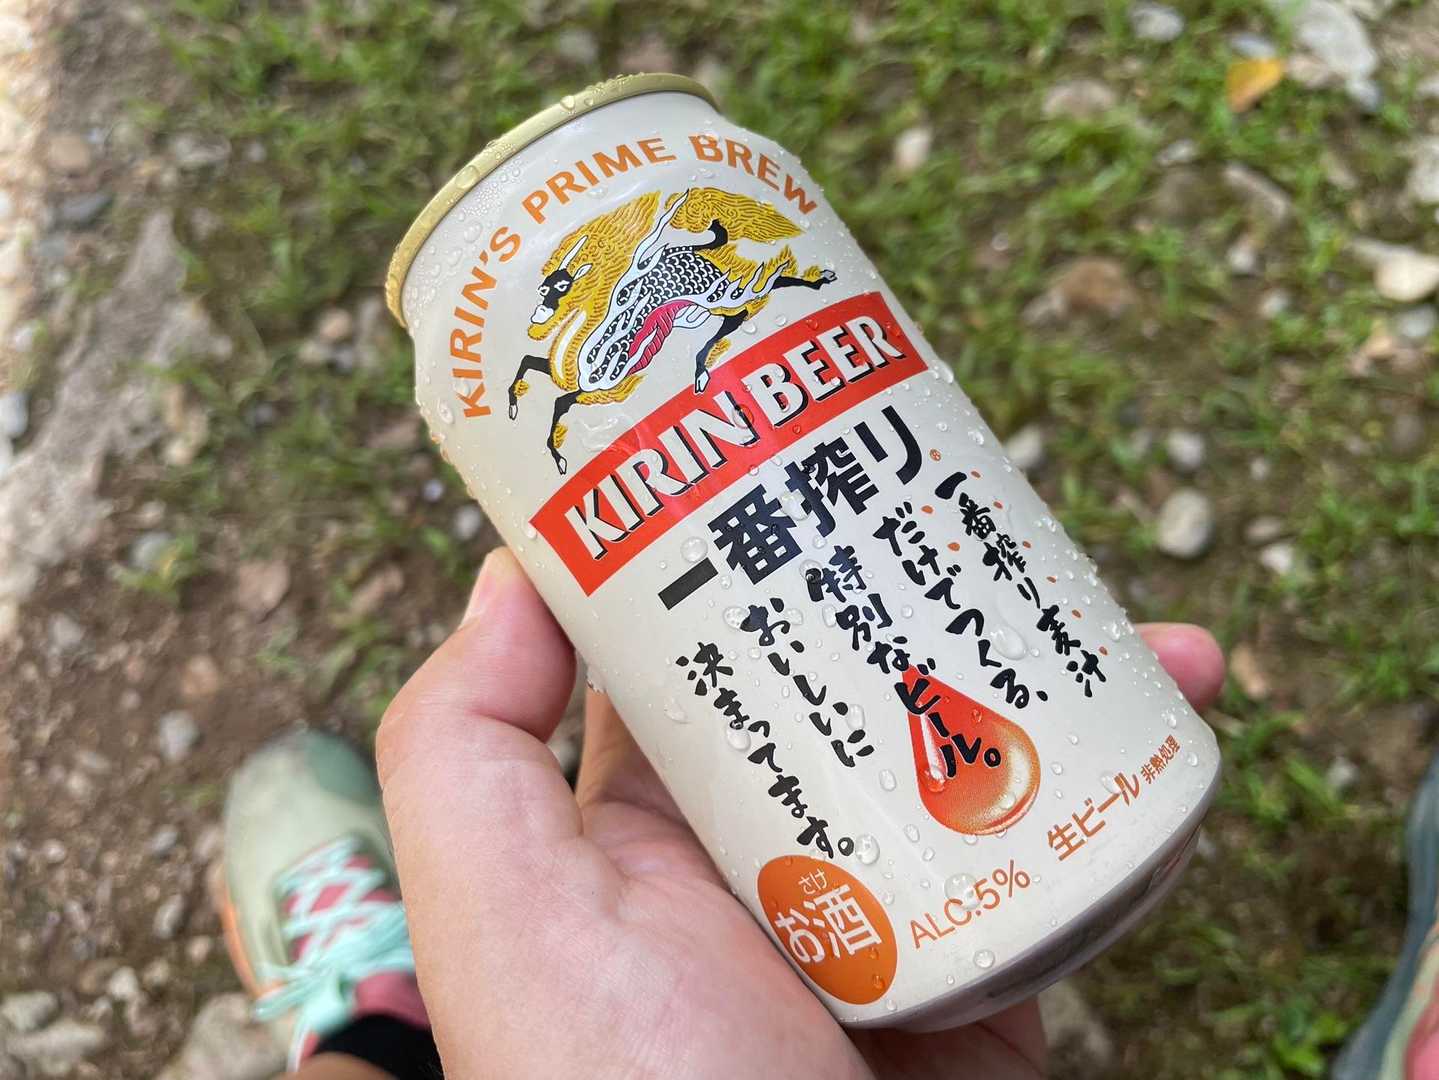 KIRIN'S PRIME BREW
KIRIN BEER
一番搾り
一番搾り麦汁
だけでつくる、
特別なビール。
おいしいに
決まってます。
生ビール 非熱処理
ALC.5%
さけ
お酒